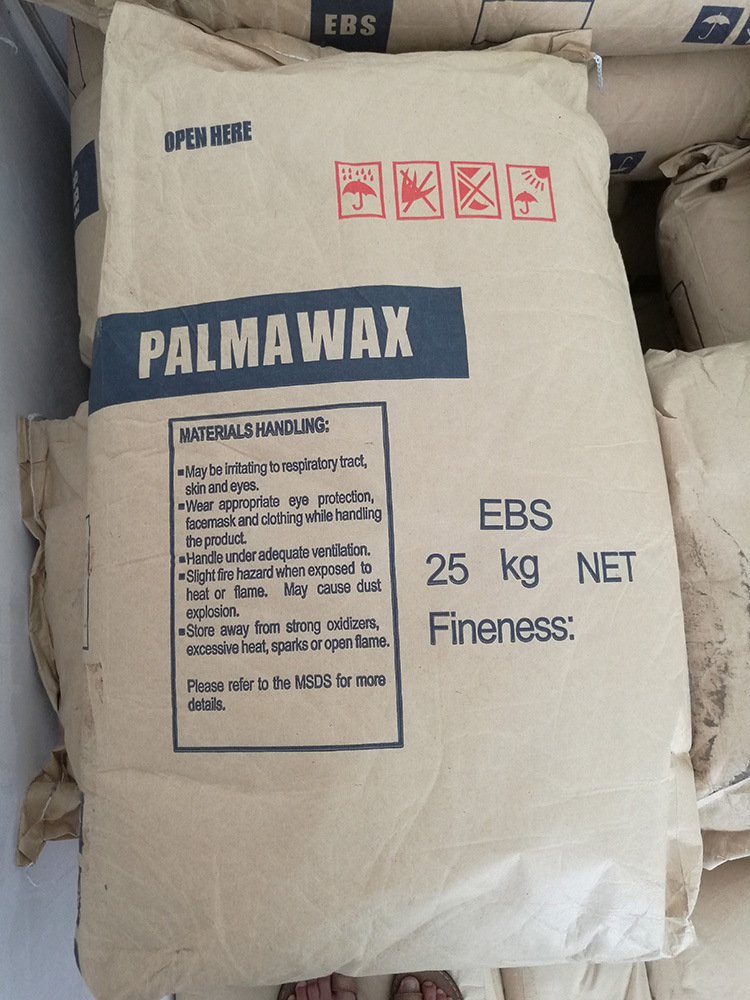 EBS
OPEN HERE
EBS
PALMAWAX
MATERIALS HANDLING:
▪May be irritating to respiratory tract,
skin and eyes.
▪Wear appropriate eye protection,
facemask and clothing while handling
the product.
▪Handle under adequate ventilation.
▪Slight fire hazard when exposed to
heat or flame. May cause dust
explosion.
▪Store away from strong oxidizers,
excessive heat, sparks or open flame.
Please refer to the MSDS for more
details.
EBS
25 kg NET
Fineness: